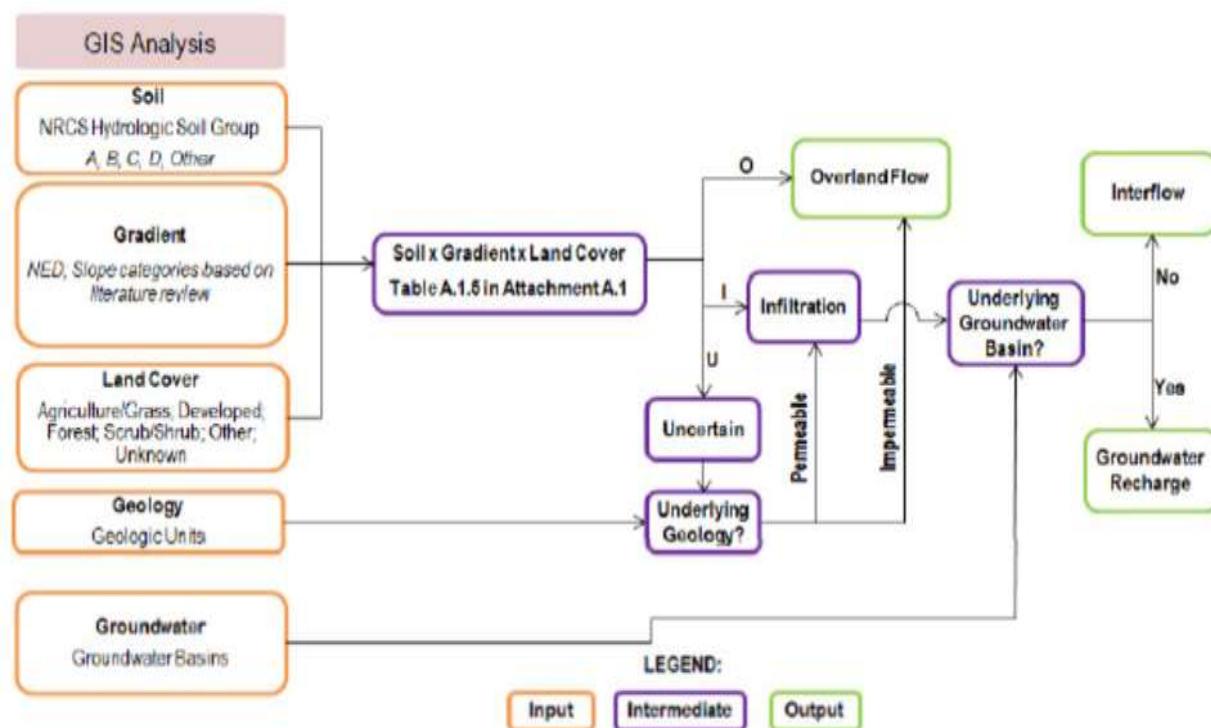 GIS Analysis
Soil
NRCS Hydrologic Soil Group
A, B, C, D, Other
Gradient
NED; Slope categories based on
literature review
Land Cover
Agriculture/Grass; Developed;
Forest; Scrub/Shrub; Other;
Unknown
Geology
Geologic Units
Groundwater
Groundwater Basins
Soil x Gradient x Land Cover
Table A.1.5 in Attachment A.1
O
I
U
Overland Flow
Infiltration
Uncertain
Underlying
Geology?
Permeable
Impermeable
Underlying
Groundwater
Basin?
Interflow
No
Yes
Groundwater
Recharge
LEGEND:
Input
Intermediate
Output